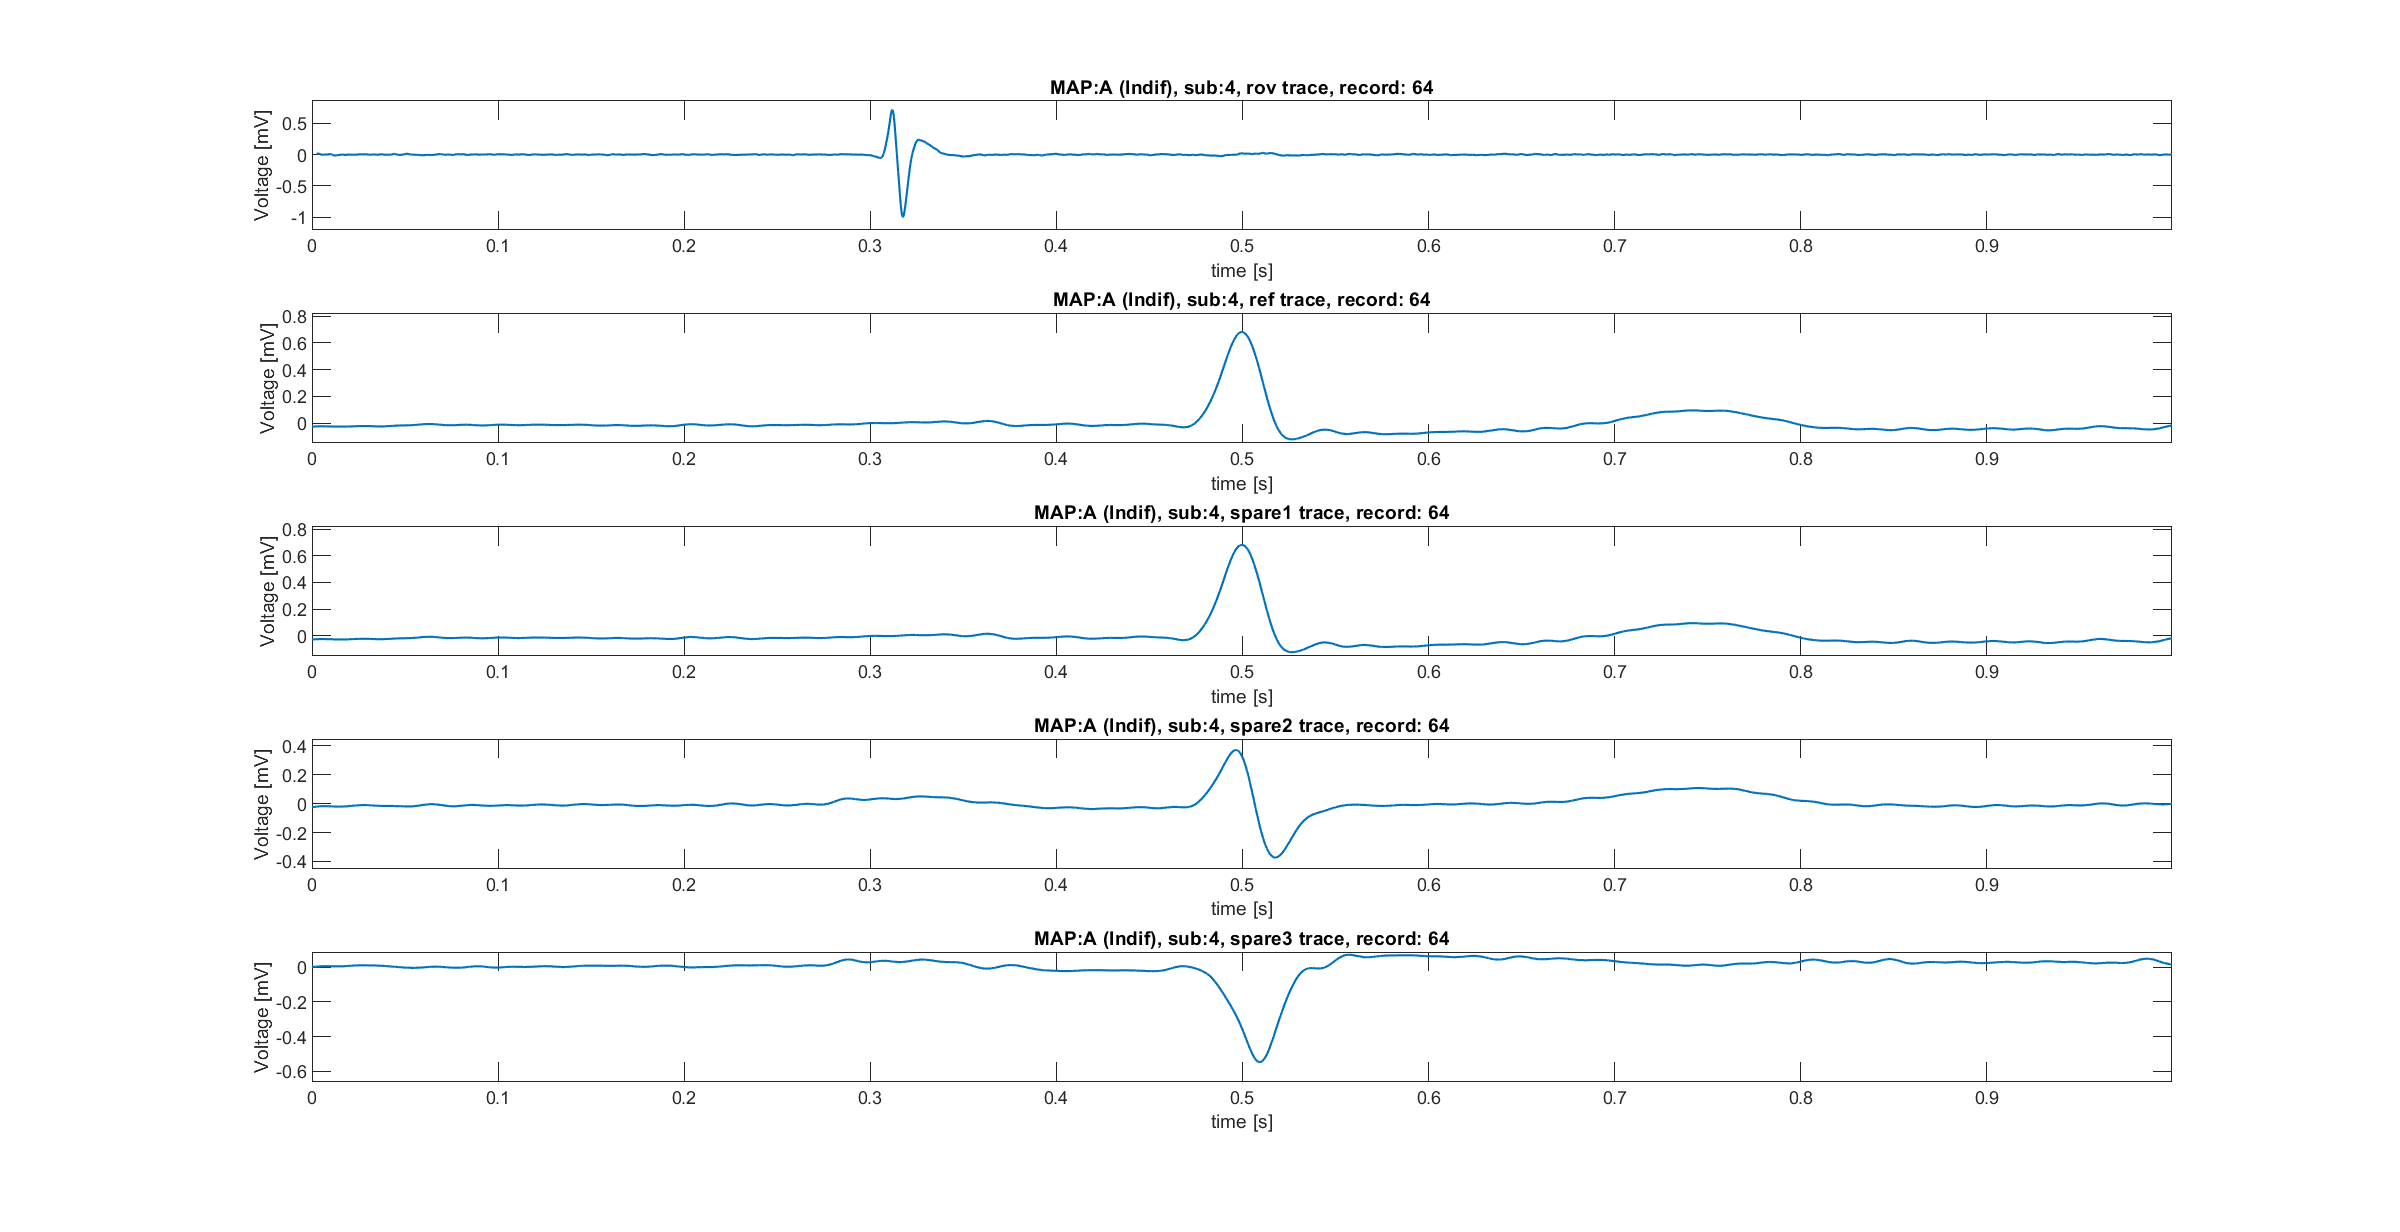 MAP:A (Indif), sub:4, rov trace, record: 64
Voltage [mV]
0.5
0
-0.5
-1
0 0.1 0.2 0.3 0.4 0.5 0.6 0.7 0.8 0.9
time [s]
MAP:A (Indif), sub:4, ref trace, record: 64
Voltage [mV]
0.8
0.6
0.4
0.2
0
0 0.1 0.2 0.3 0.4 0.5 0.6 0.7 0.8 0.9
time [s]
MAP:A (Indif), sub:4, spare1 trace, record: 64
Voltage [mV]
0.8
0.6
0.4
0.2
0
0 0.1 0.2 0.3 0.4 0.5 0.6 0.7 0.8 0.9
time [s]
MAP:A (Indif), sub:4, spare2 trace, record: 64
Voltage [mV]
0.4
0.2
0
-0.2
-0.4
0 0.1 0.2 0.3 0.4 0.5 0.6 0.7 0.8 0.9
time [s]
MAP:A (Indif), sub:4, spare3 trace, record: 64
Voltage [mV]
0
-0.2
-0.4
-0.6
0 0.1 0.2 0.3 0.4 0.5 0.6 0.7 0.8 0.9
time [s]